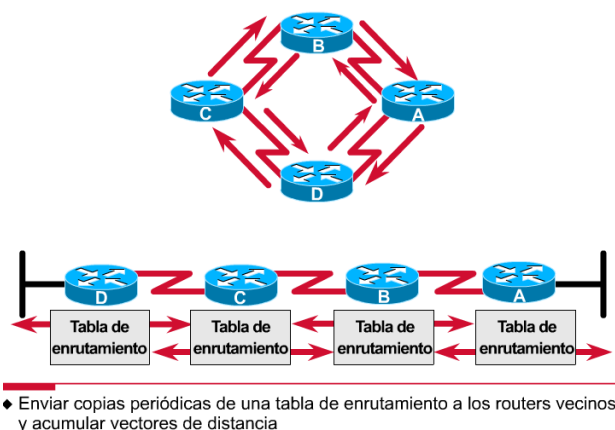 B
C
A
D
D
C
B
A
Tabla de
enrutamiento
Tabla de
enrutamiento
Tabla de
enrutamiento
Tabla de
enrutamiento
◆ Enviar copias periódicas de una tabla de enrutamiento a los routers vecinos
y acumular vectores de distancia